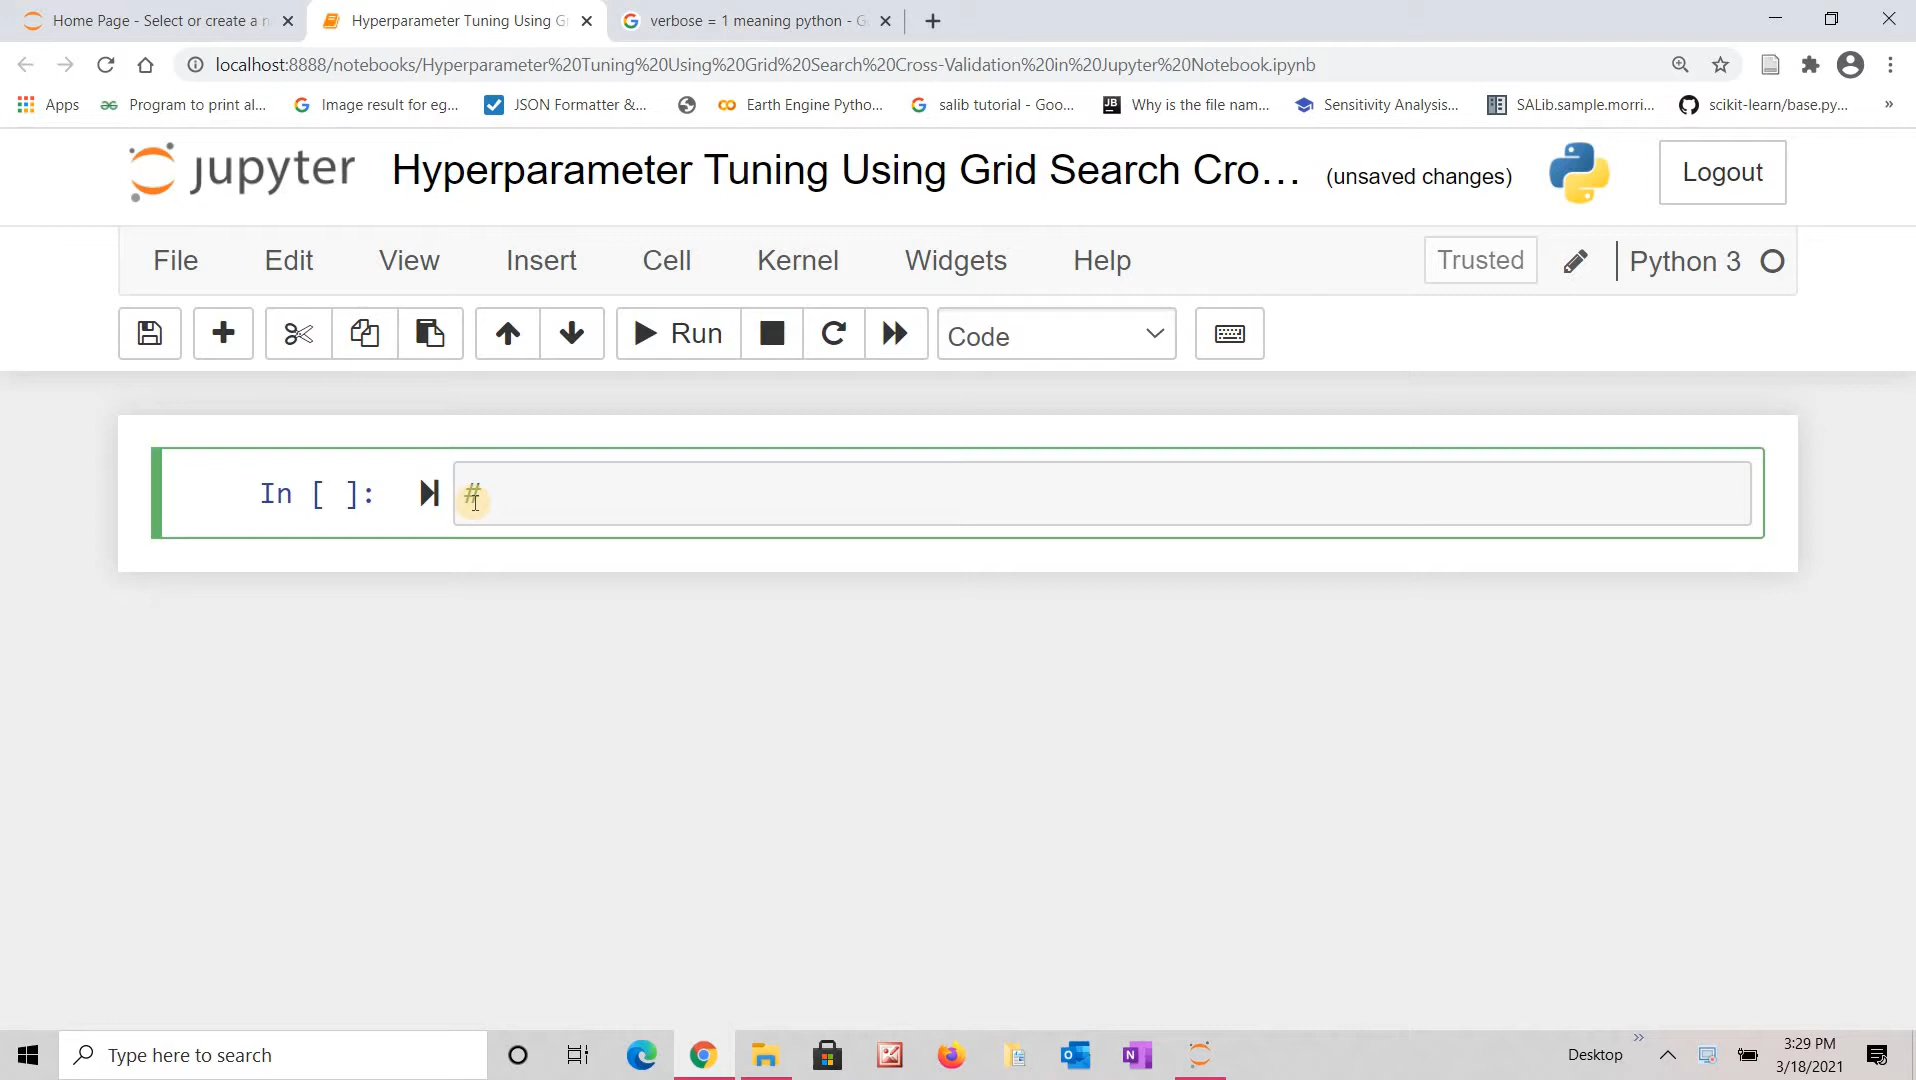 Home Page - Select or create a n
Hyperparameter Tuning Using Gr
verbose = 1 meaning python - G
localhost:8888/notebooks/Hyperparameter%20Tuning%20Using%20Grid%20Search%20Cross-Validation%20in%20Jupyter%20Notebook.ipynb
Apps
Program to print al...
Image result for eg...
JSON Formatter &...
Earth Engine Pytho...
salib tutorial - Goo...
Why is the file nam...
Sensitivity Analysis...
SALib.sample.morri...
scikit-learn/base.py...
»
jupyter
Hyperparameter Tuning Using Grid Search Cro...
(unsaved changes)
Logout
File
Edit
View
Insert
Cell
Kernel
Widgets
Help
Trusted
Python 3
Run
Code
In [ ]:
#
Type here to search
Desktop
»
3:29 PM
3/18/2021